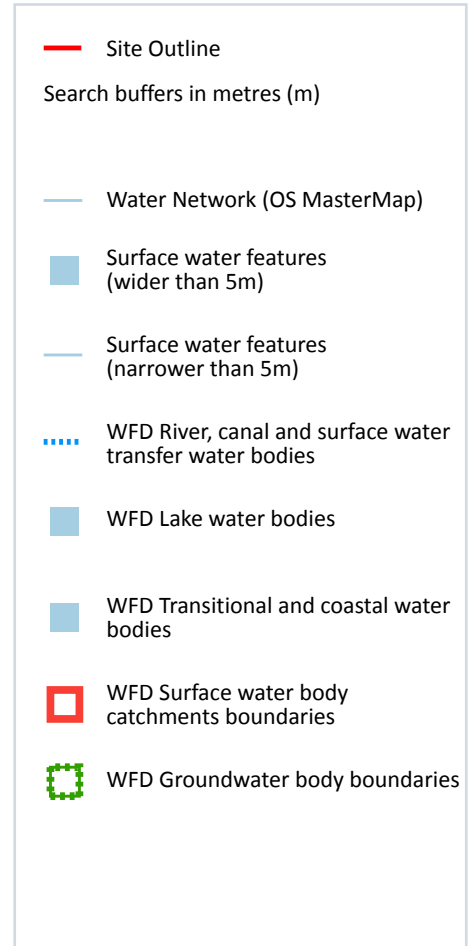 Site Outline
Search buffers in metres (m)
Water Network (OS MasterMap)
Surface water features
(wider than 5m)
Surface water features
(narrower than 5m)
WFD River, canal and surface water
transfer water bodies
WFD Lake water bodies
WFD Transitional and coastal water
bodies
WFD Surface water body
catchments boundaries
WFD Groundwater body boundaries